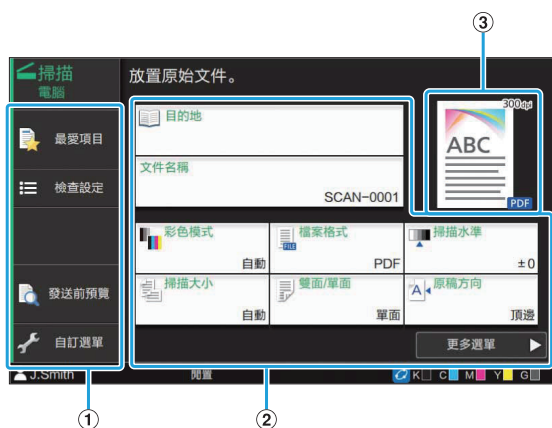 ③
掃描
電腦
放置原始文件。
最愛項目
檢查設定
發送前預覽
自訂選單
目的地
文件名稱
SCAN-0001
300dpi
ABC
PDF
彩色模式
自動
檔案格式
PDF
掃描水準
±0
掃描大小
自動
雙面/單面
單面
A
原稿方向
頂邊
更多選單
J.Smith
閒置
K C M Y G
① ②